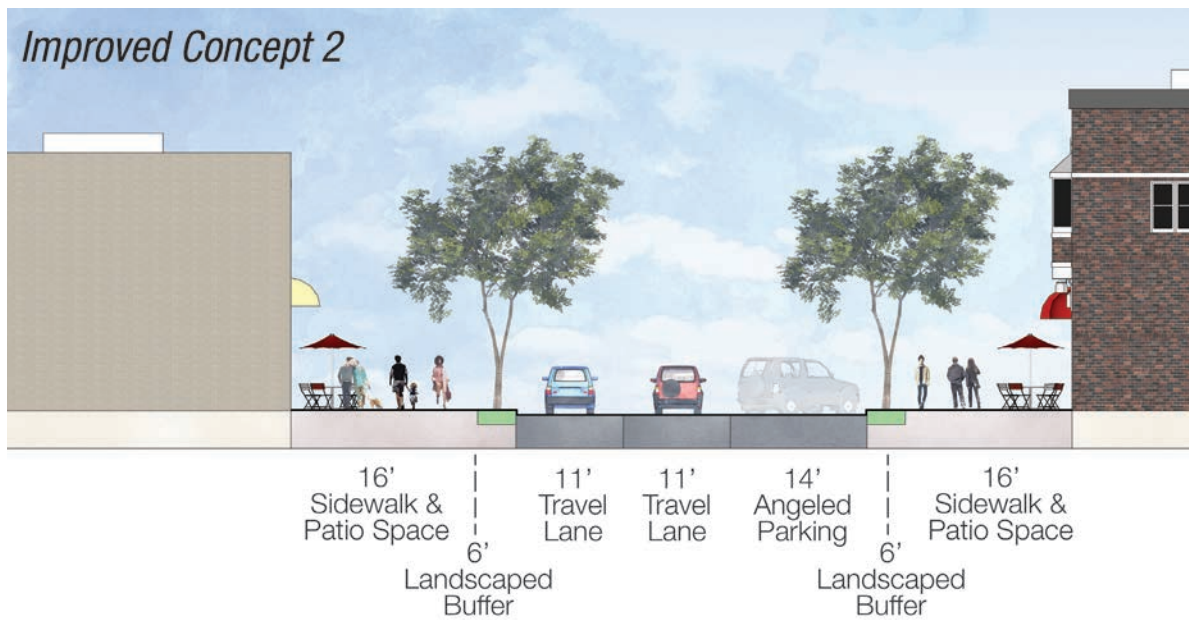 Improved Concept 2
16’
Sidewalk &
Patio Space
6’
Landscaped
Buffer
11’
Travel
Lane
11’
Travel
Lane
14’
Angeled
Parking
6’
Landscaped
Buffer
16’
Sidewalk &
Patio Space